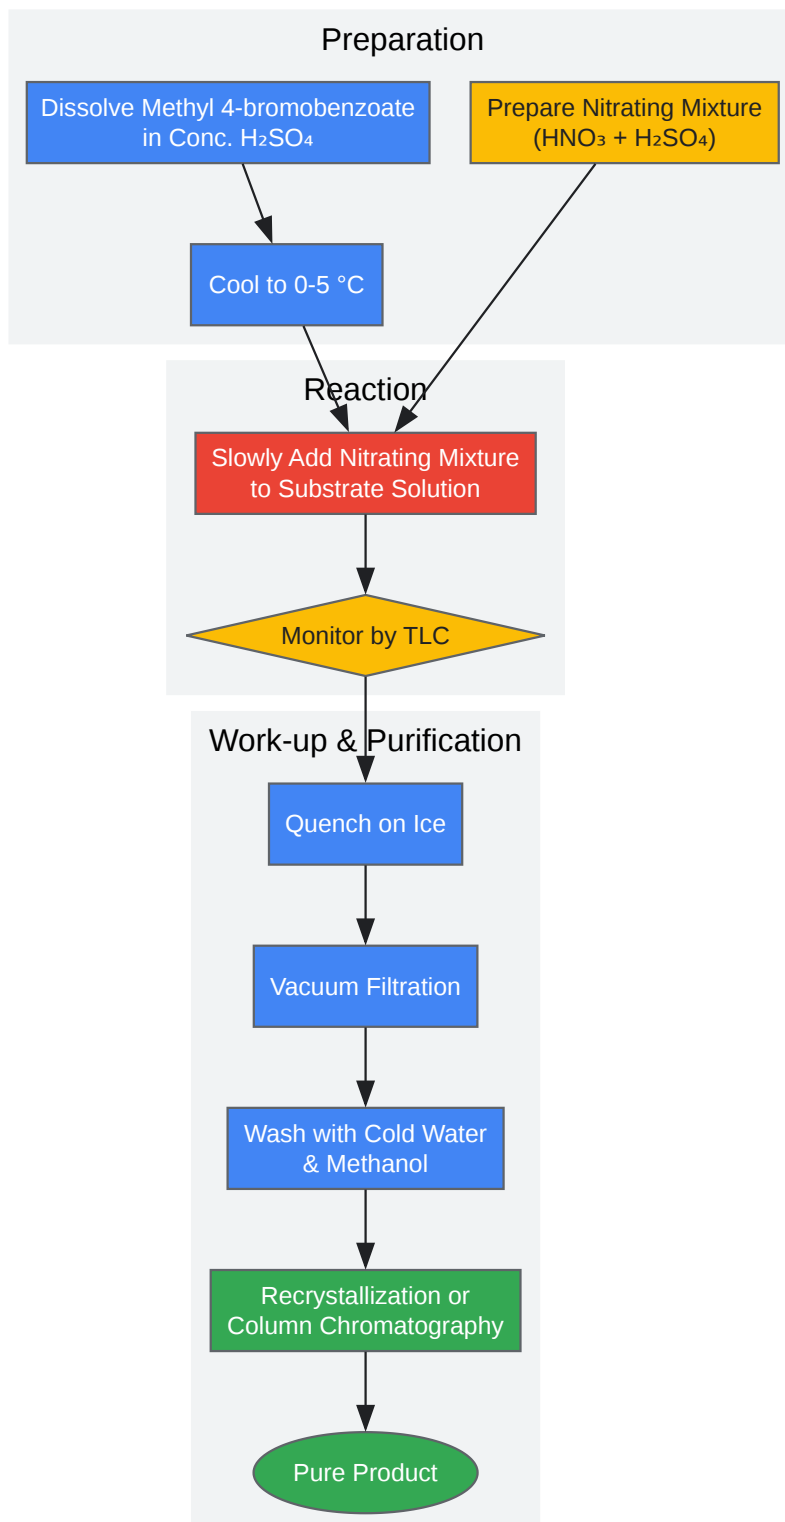 Preparation
Dissolve Methyl 4-bromobenzoate
in Conc. H₂SO₄
Prepare Nitrating Mixture
(HNO₃ + H₂SO₄)
Cool to 0-5 °C
Reaction
Slowly Add Nitrating Mixture
to Substrate Solution
Monitor by TLC
Work-up & Purification
Quench on Ice
Vacuum Filtration
Wash with Cold Water
& Methanol
Recrystallization or
Column Chromatography
Pure Product